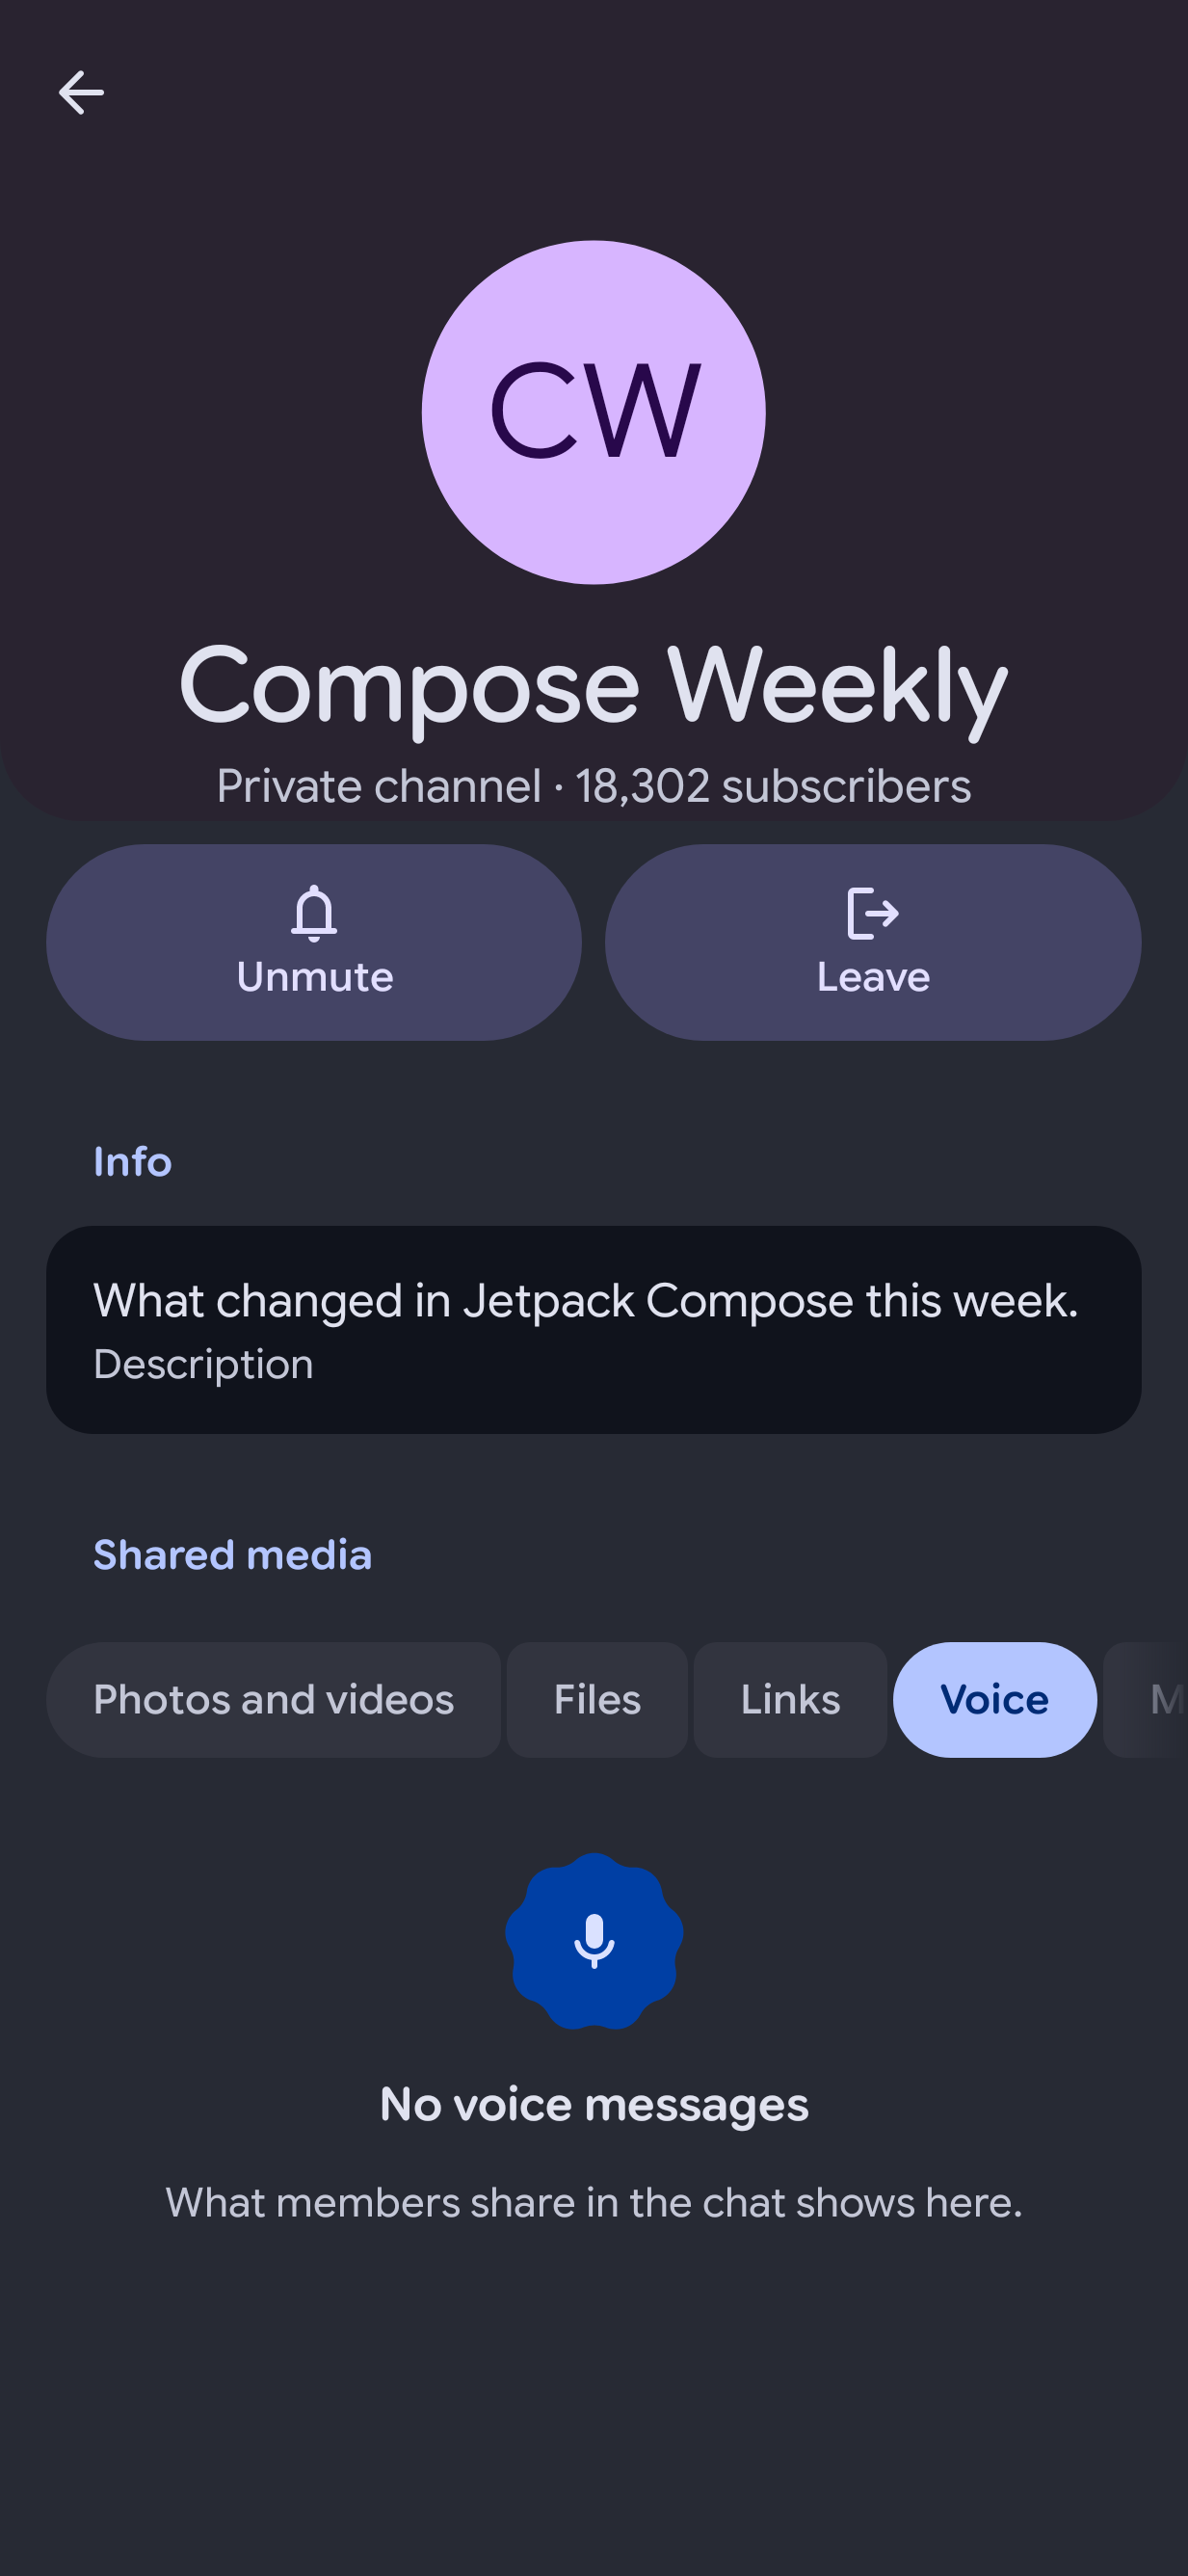 CW
Compose Weekly
Private channel · 18,302 subscribers
Unmute
Leave
Info
What changed in Jetpack Compose this week.
Description
Shared media
Photos and videos
Files
Links
Voice
No voice messages
What members share in the chat shows here.